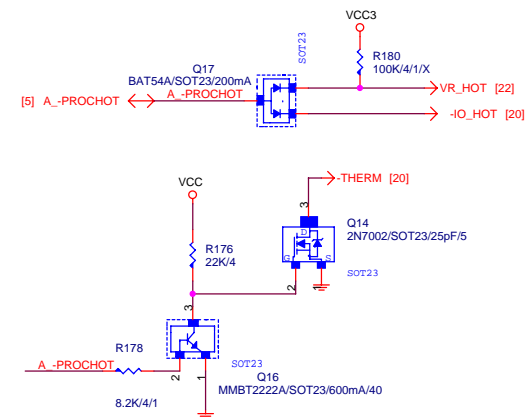 VCC3
SOT23
Q17
BAT54A/SOT23/200mA
R180
100K/4/1/X
[5] A_-PROCHOT
A_-PROCHOT
VR_HOT [22]
-IO_HOT [20]
-THERM [20]
VCC
3
Q14
2N7002/SOT23/25pF/5
D
G
S
SOT23
R176
22K/4
2
1
3
R178
SOT23
A_-PROCHOT
2
1
Q16
MMBT2222A/SOT23/600mA/40
8.2K/4/1